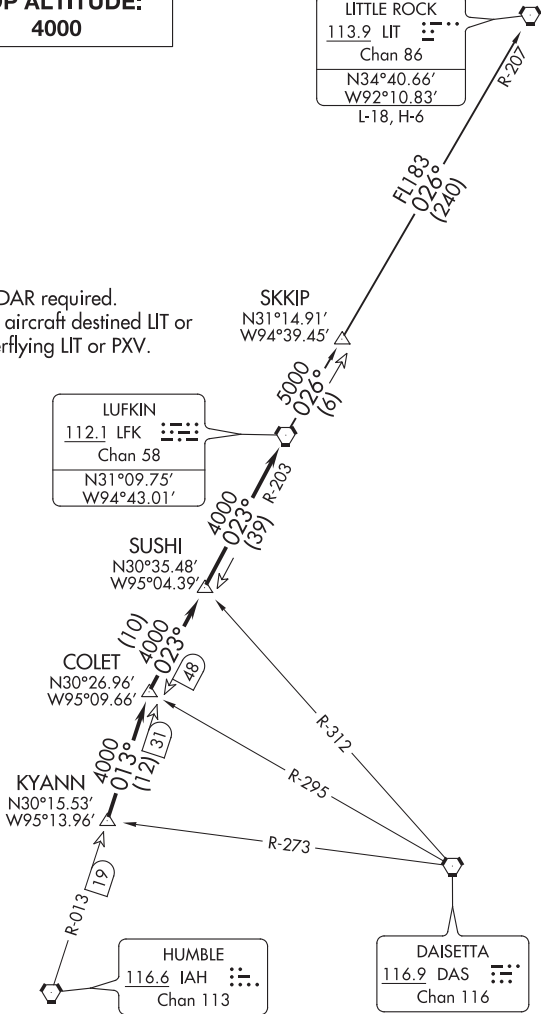 OP ALTITUDE:
4000
LITTLE ROCK
113.9 LIT
Chan 86
N34°40.66'
W92°10.83'
L-18, H-6
R-207
FL183
026°
(240)
DAR required.
aircraft destined LIT or
erflying LIT or PXV.
SKKIP
N31°14.91'
W94°39.45'
5000
026°
(6)
LUFKIN
112.1 LFK
Chan 58
N31°09.75'
W94°43.01'
R-203
4000
023°
(39)
SUSHI
N30°35.48'
W95°04.39'
(10)
4000
023°
48
COLET
N30°26.96'
W95°09.66'
4000
013°
(12)
31
KYANN
N30°15.53'
W95°13.96'
R-312
R-295
R-273
R-013
19
HUMBLE
116.6 IAH
Chan 113
DAISETTA
116.9 DAS
Chan 116